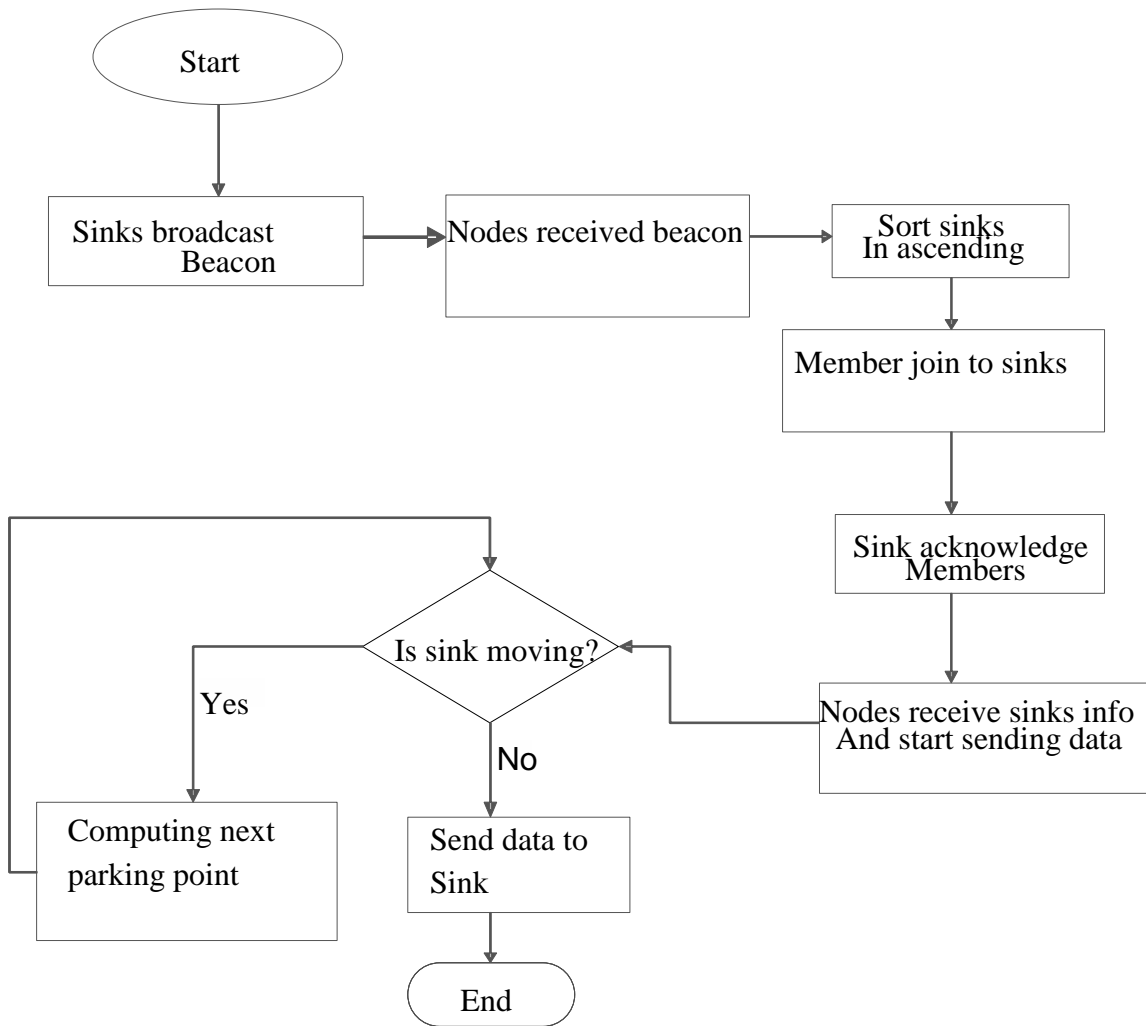 Start
Sinks broadcast
Beacon
Nodes received beacon
Sort sinks
In ascending
Member join to sinks
Sink acknowledge
Members
Nodes receive sinks info
And start sending data
Is sink moving?
Yes
No
Computing next
parking point
Send data to
Sink
End